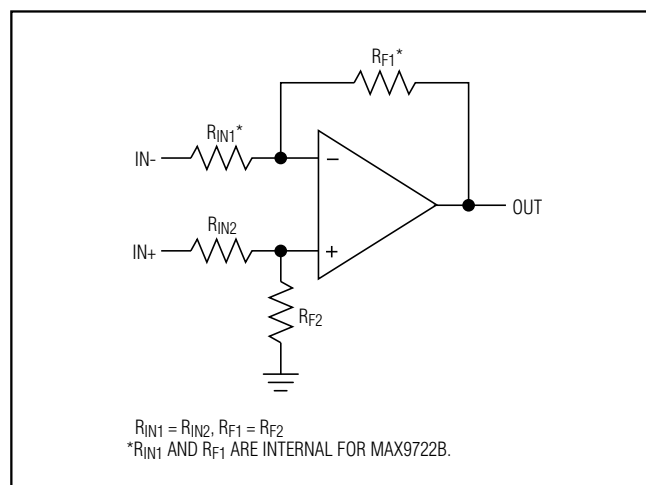 RF1*
RIN1*
IN-
−
OUT
RIN2
IN+
+
RF2
RIN1 = RIN2, RF1 = RF2
*RIN1 AND RF1 ARE INTERNAL FOR MAX9722B.